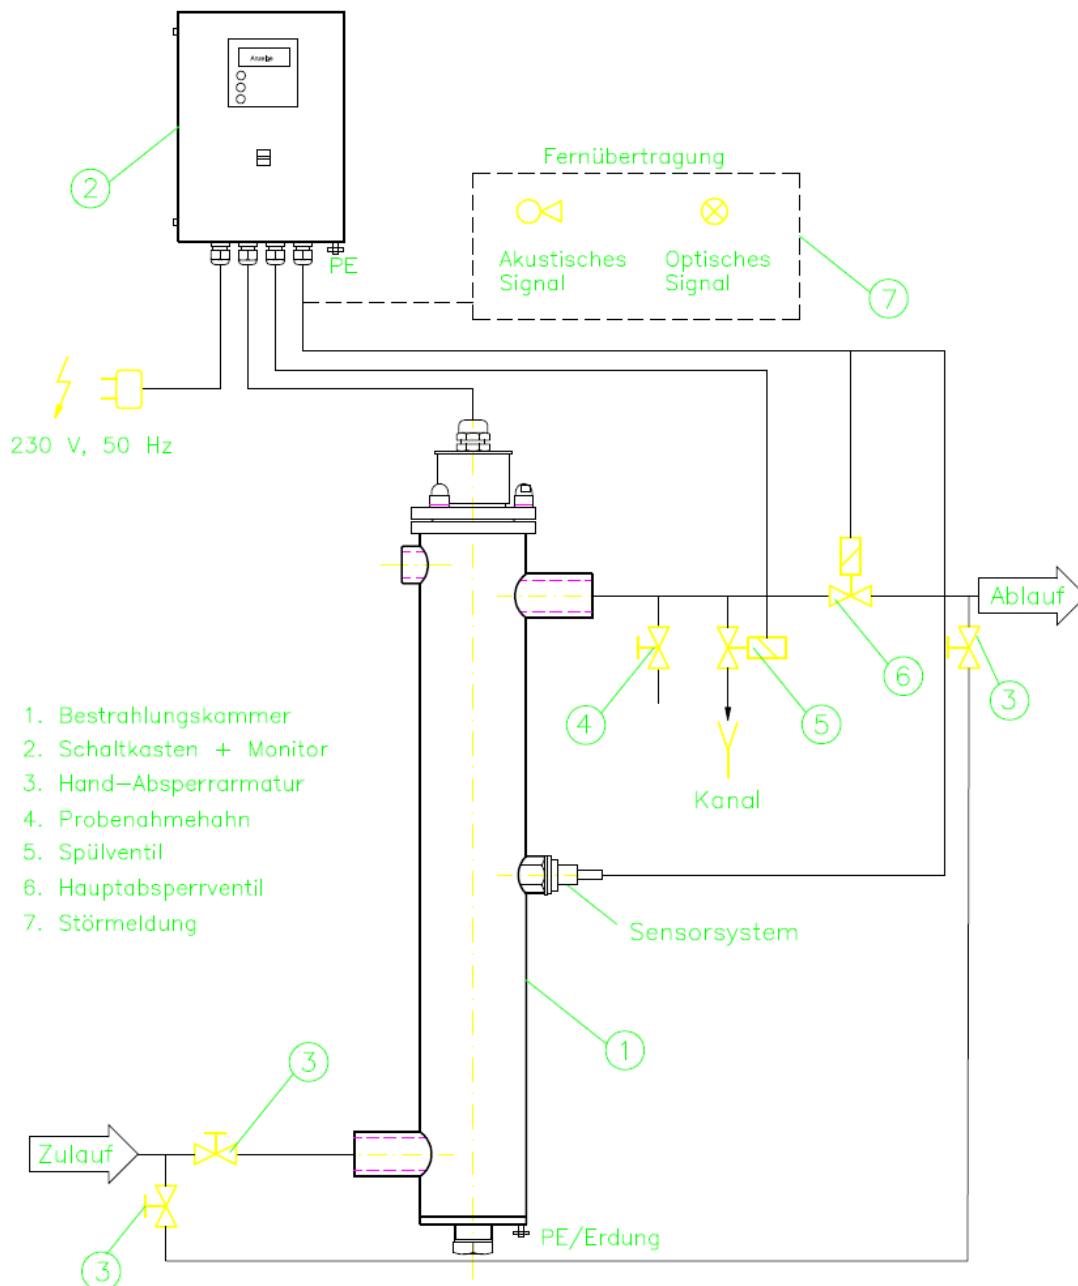 Anzeige
2
Fernübertragung
Akustisches
Signal
Optisches
Signal
PE
7
230 V, 50 Hz
Ablauf
6
3
4
5
Kanal
1. Bestrahlungskammer
2. Schaltkasten + Monitor
3. Hand-Absperrarmatur
4. Probenahmehahn
5. Spülventil
6. Hauptabsperrventil
7. Störmeldung
Sensorsystem
1
3
Zulauf
PE/Erdung
3